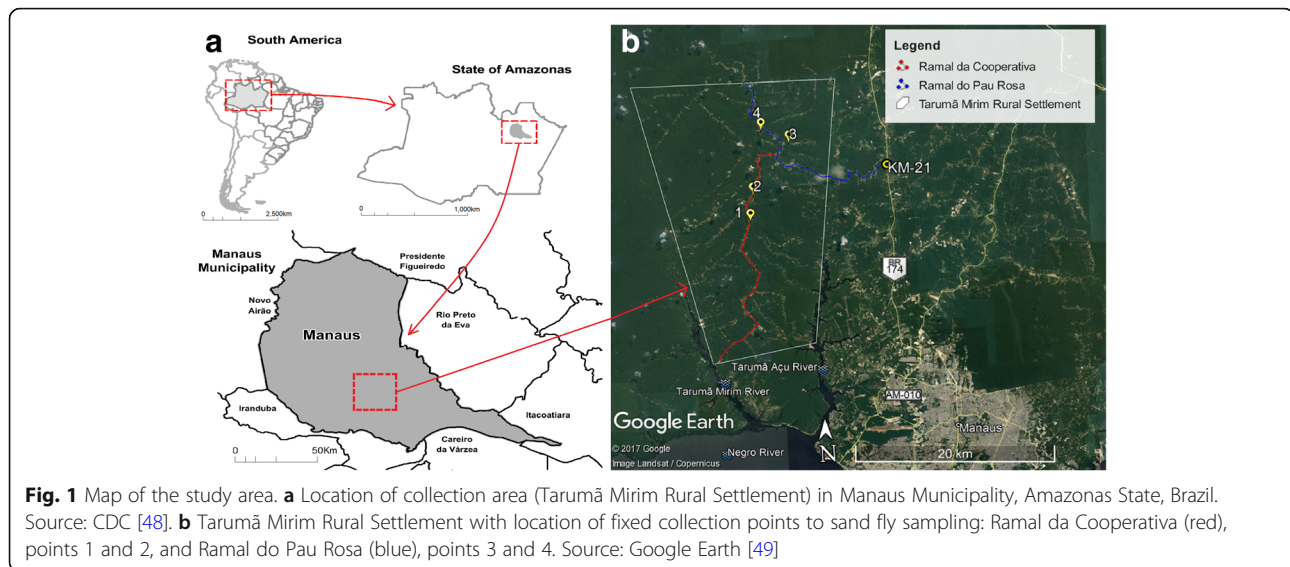 a
South America
State of Amazonas
0
2,500km
0
1,000km
Manaus
Municipality
Presidente
Figueiredo
Novo
Airão
Rio Preto
da Eva
Manaus
Iranduba
Itacoatiara
Careiro
da Várzea
0
50Km
b
Legend
Ramal da Cooperativa
Ramal do Pau Rosa
Tarumã Mirim Rural Settlement
4
3
KM-21
2
1
BR
174
Tarumã Açu River
Tarumã Mirim River
AM-010
Google Earth
Manaus
© 2017 Google
Image Landsat / Copernicus
Negro River
N
20 km
Fig. 1 Map of the study area. a Location of collection area (Tarumã Mirim Rural Settlement) in Manaus Municipality, Amazonas State, Brazil.
Source: CDC [48]. b Tarumã Mirim Rural Settlement with location of fixed collection points to sand fly sampling: Ramal da Cooperativa (red),
points 1 and 2, and Ramal do Pau Rosa (blue), points 3 and 4. Source: Google Earth [49]